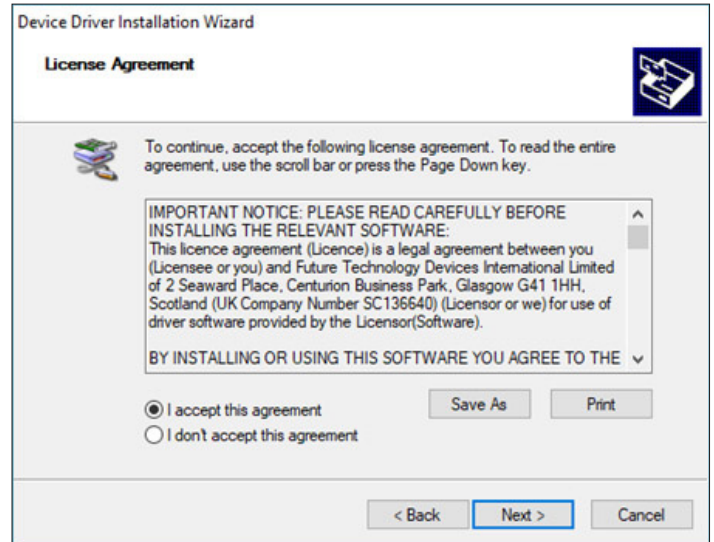 Device Driver Installation Wizard
License Agreement
To continue, accept the following license agreement. To read the entire
agreement, use the scroll bar or press the Page Down key.
IMPORTANT NOTICE: PLEASE READ CAREFULLY BEFORE
INSTALLING THE RELEVANT SOFTWARE:
This licence agreement (Licence) is a legal agreement between you
(Licensee or you) and Future Technology Devices International Limited
of 2 Seaward Place, Centurion Business Park, Glasgow G41 1HH,
Scotland (UK Company Number SC136640) (Licensor or we) for use of
driver software provided by the Licensor(Software).
BY INSTALLING OR USING THIS SOFTWARE YOU AGREE TO THE
I accept this agreement
Save As
Print
I don't accept this agreement
< Back
Next >
Cancel